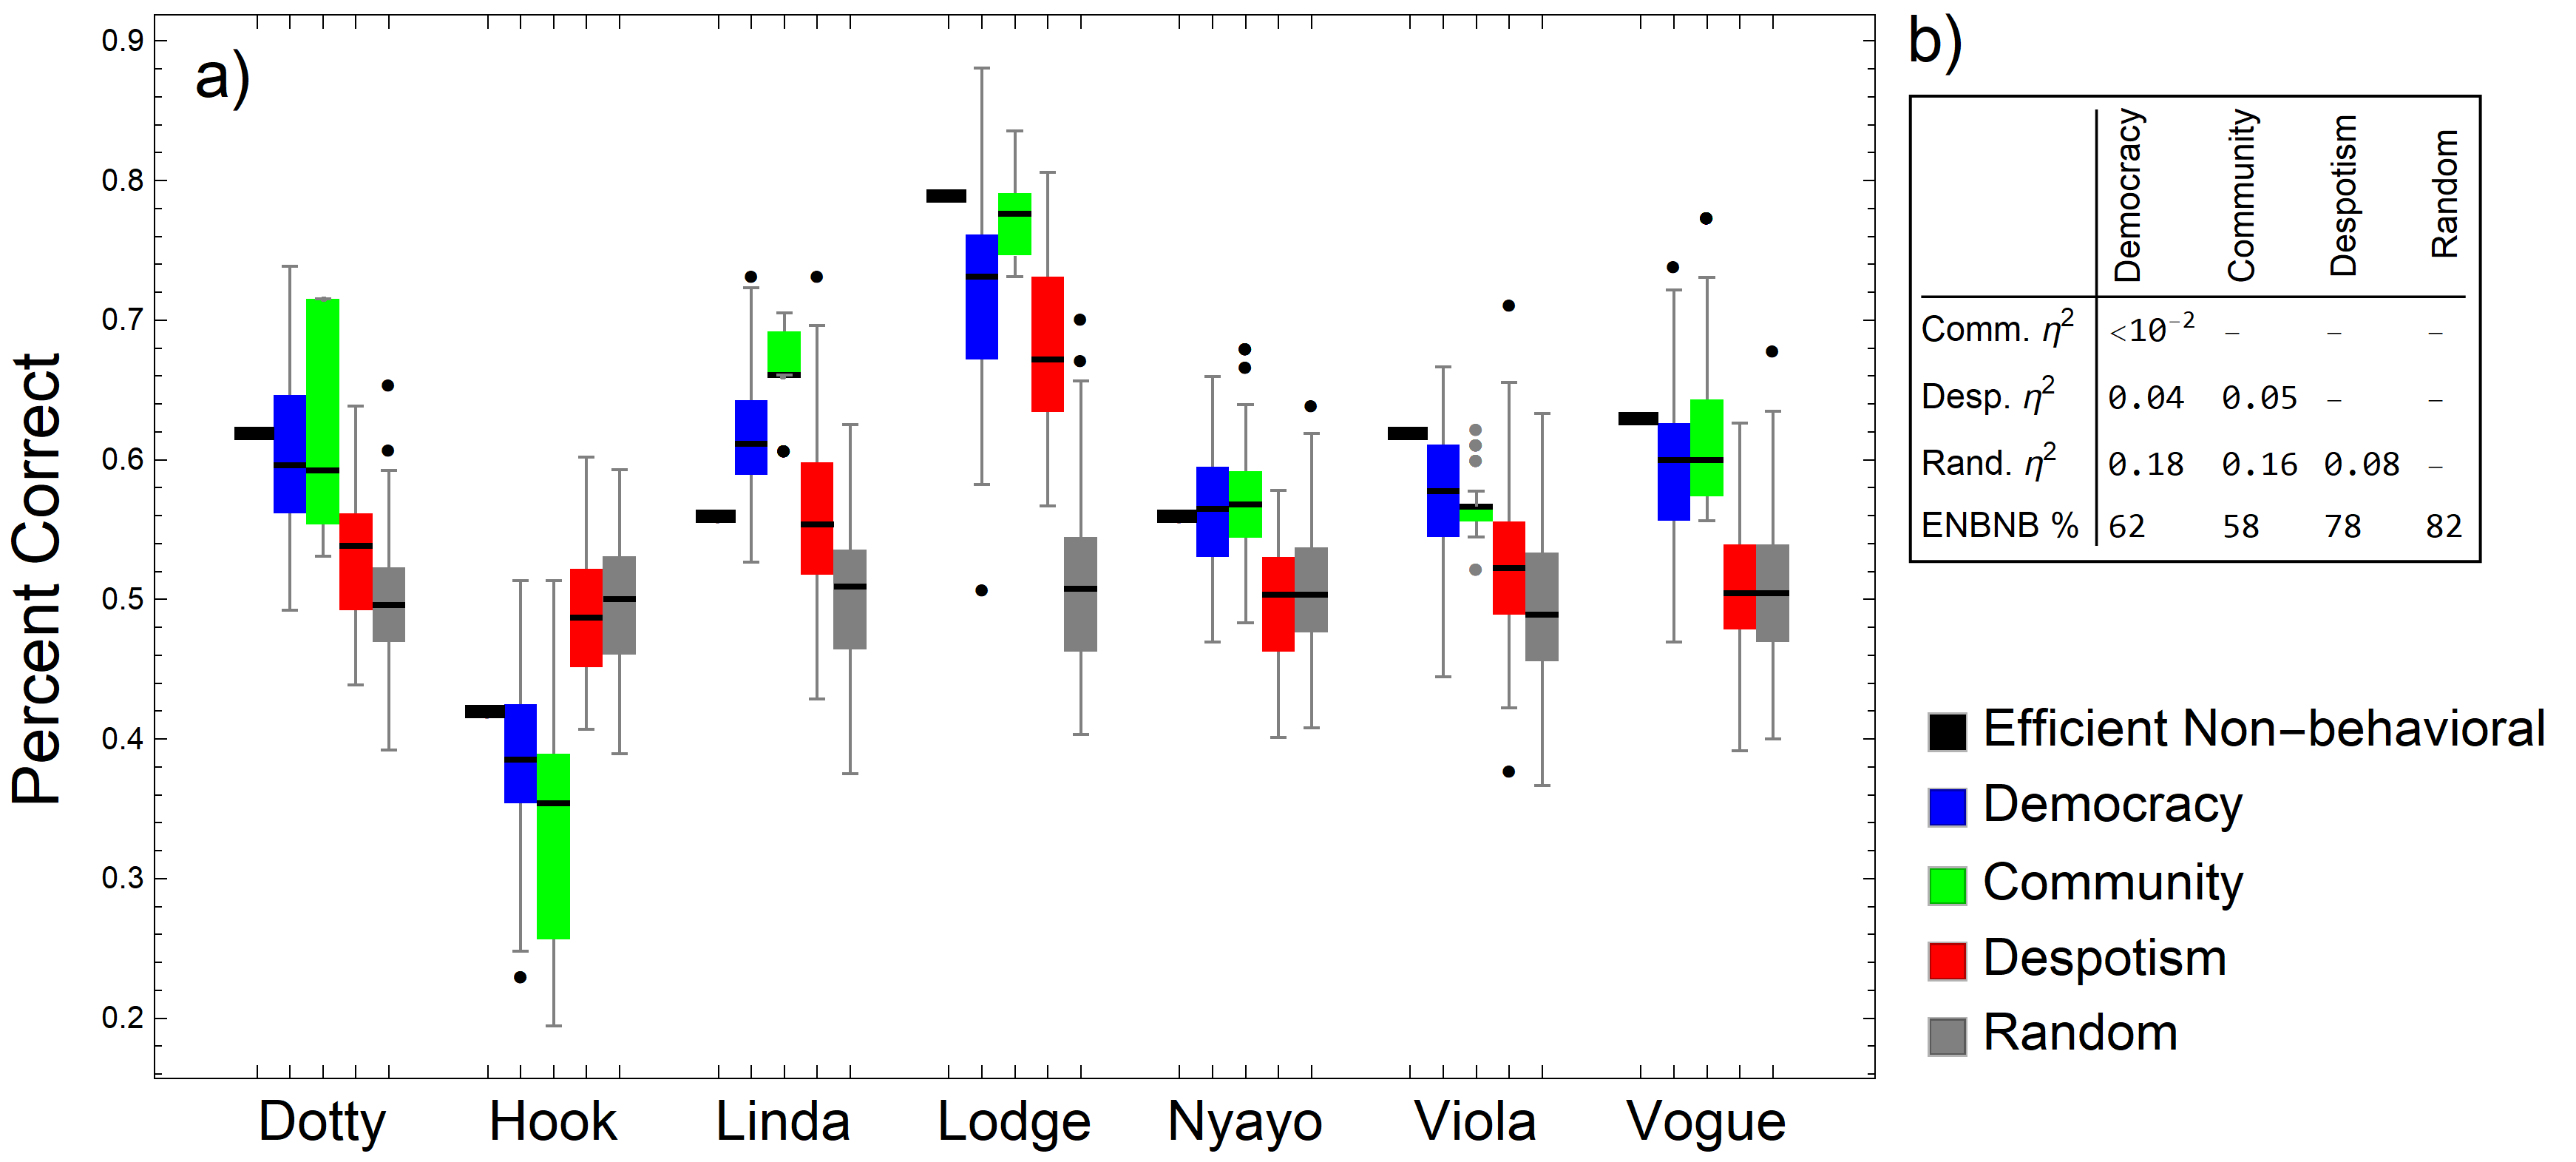 a)
Percent Correct
0.9
0.8
0.7
0.6
0.5
0.4
0.3
0.2
Dotty Hook Linda Lodge Nyayo Viola Vogue
b)
Democracy Community Despotism Random
Comm. η² <10⁻² – – –
Desp. η² 0.04 0.05 – –
Rand. η² 0.18 0.16 0.08 –
ENBNB % 62 58 78 82
Efficient Non–behavioral
Democracy
Community
Despotism
Random